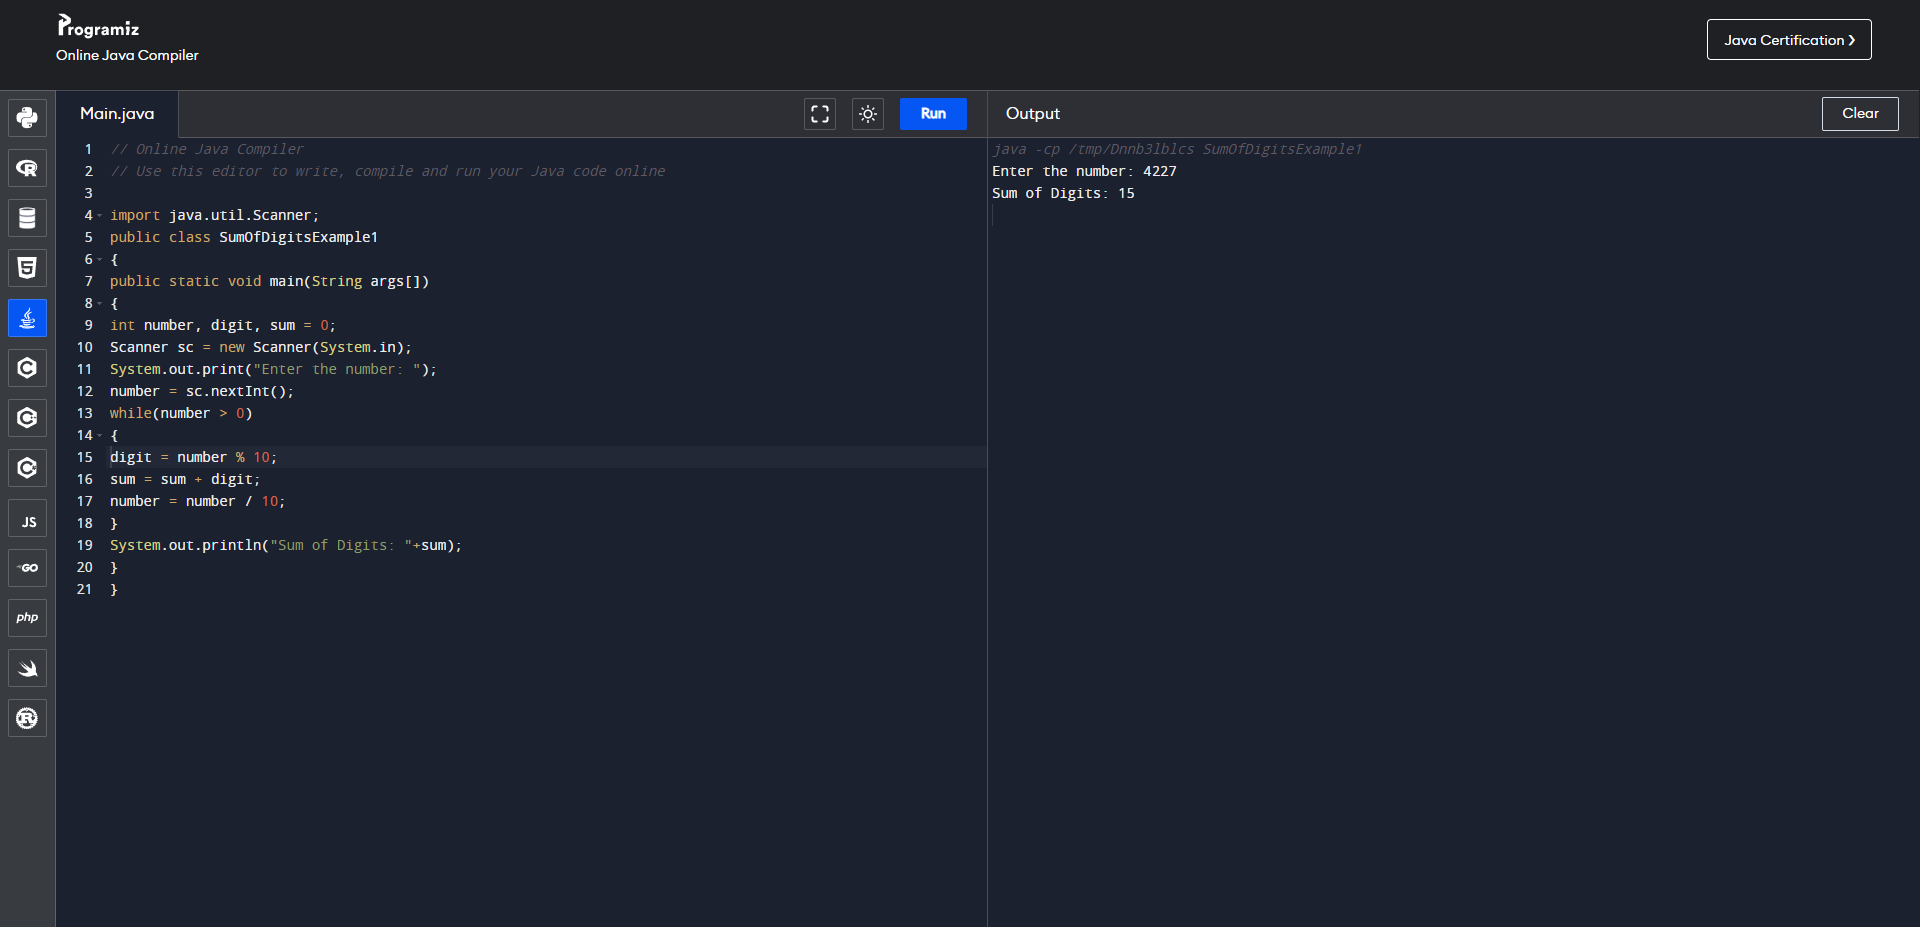 Programiz
Online Java Compiler
Java Certification ❯
Main.java
Run
Output
Clear
1 // Online Java Compiler
2 // Use this editor to write, compile and run your Java code online
3
4 import java.util.Scanner;
5 public class SumOfDigitsExample1
6 {
7 public static void main(String args[])
8 {
9 int number, digit, sum = 0;
10 Scanner sc = new Scanner(System.in);
11 System.out.print("Enter the number: ");
12 number = sc.nextInt();
13 while(number > 0)
14 {
15 digit = number % 10;
16 sum = sum + digit;
17 number = number / 10;
18 }
19 System.out.println("Sum of Digits: "+sum);
20 }
21 }
java -cp /tmp/Dnnb3lblcs SumOfDigitsExample1
Enter the number: 4227
Sum of Digits: 15
R
5
C
C
C
JS
GO
php
R